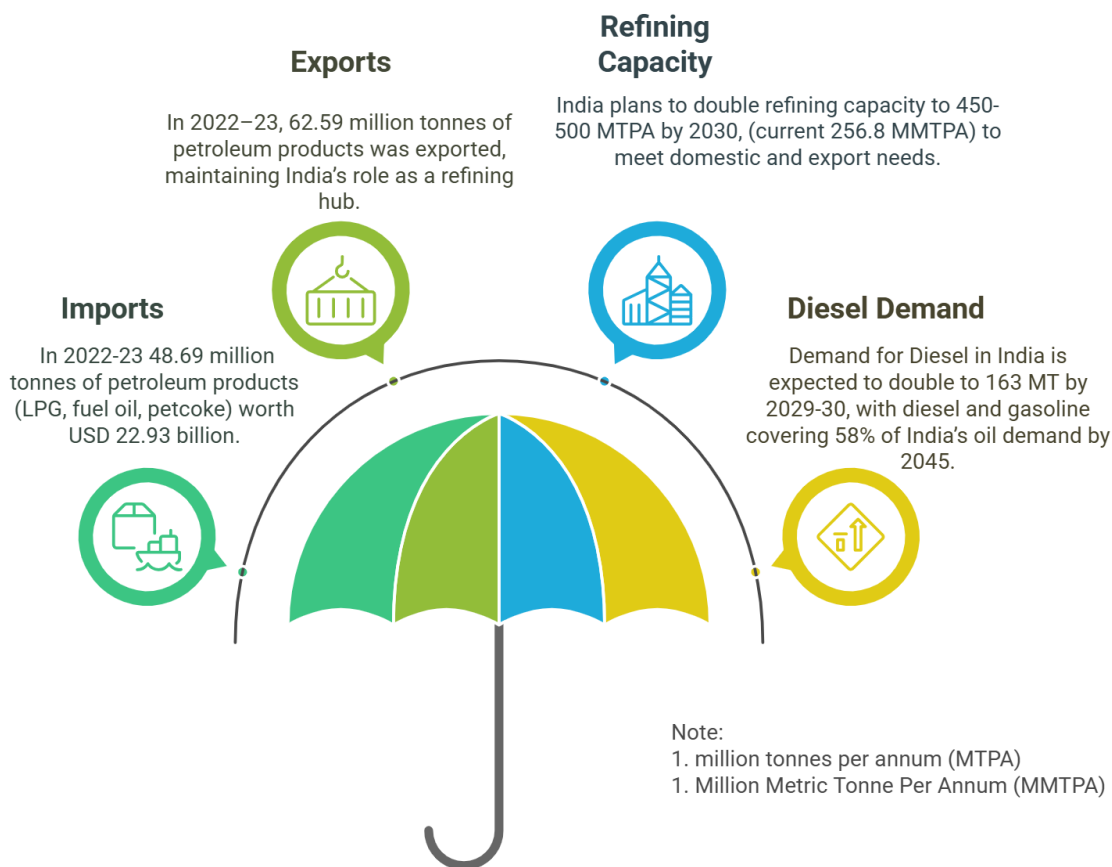 Exports
In 2022–23, 62.59 million tonnes of
petroleum products was exported,
maintaining India's role as a refining
hub.
Refining
Capacity
India plans to double refining capacity to 450-
500 MTPA by 2030, (current 256.8 MMTPA) to
meet domestic and export needs.
Imports
In 2022-23 48.69 million
tonnes of petroleum products
(LPG, fuel oil, petcoke) worth
USD 22.93 billion.
Diesel Demand
Demand for Diesel in India is
expected to double to 163 MT by
2029-30, with diesel and gasoline
covering 58% of India's oil demand by
2045.
Note:
1. million tonnes per annum (MTPA)
1. Million Metric Tonne Per Annum (MMTPA)